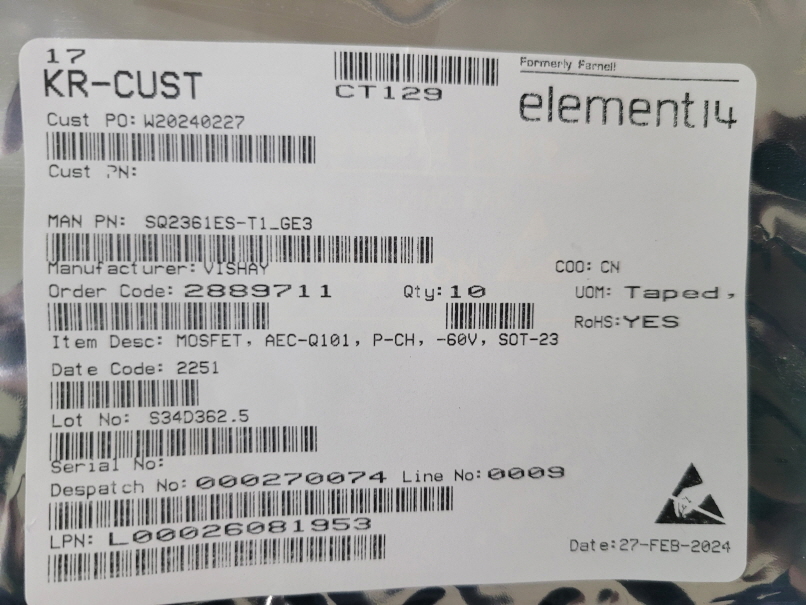 17
KR-CUST
CT129
Formerly Farnell
element14
Cust PO: W20240227
Cust PN:
MAN PN: SQ2361ES-T1_GE3
Manufacturer: VISHAY
COO: CN
Order Code: 2889711 Qty: 10 UOM: Taped,
RoHS: YES
Item Desc: MOSFET, AEC-Q101, P-CH, -60V, SOT-23
Date Code: 2251
Lot No: S34D362.5
Serial No:
Despatch No: 000270074 Line No: 0009
LPN: L00026081953
Date: 27-FEB-2024